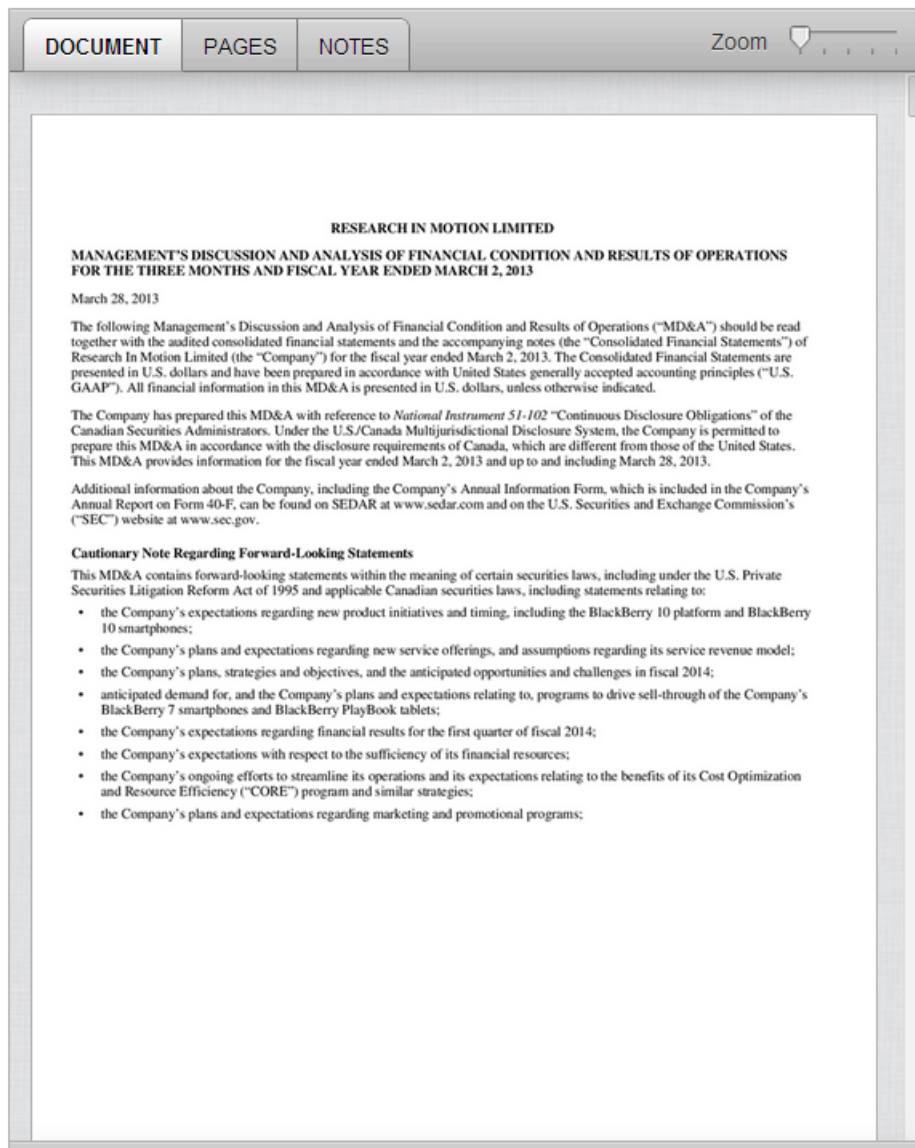 DOCUMENT PAGES NOTES Zoom
RESEARCH IN MOTION LIMITED
MANAGEMENT'S DISCUSSION AND ANALYSIS OF FINANCIAL CONDITION AND RESULTS OF OPERATIONS
FOR THE THREE MONTHS AND FISCAL YEAR ENDED MARCH 2, 2013
March 28, 2013
The following Management's Discussion and Analysis of Financial Condition and Results of Operations (“MD&A”) should be read
together with the audited consolidated financial statements and the accompanying notes (the “Consolidated Financial Statements”) of
Research In Motion Limited (the “Company”) for the fiscal year ended March 2, 2013. The Consolidated Financial Statements are
presented in U.S. dollars and have been prepared in accordance with United States generally accepted accounting principles (“U.S.
GAAP”). All financial information in this MD&A is presented in U.S. dollars, unless otherwise indicated.
The Company has prepared this MD&A with reference to National Instrument 51-102 “Continuous Disclosure Obligations” of the
Canadian Securities Administrators. Under the U.S./Canada Multijurisdictional Disclosure System, the Company is permitted to
prepare this MD&A in accordance with the disclosure requirements of Canada, which are different from those of the United States.
This MD&A provides information for the fiscal year ended March 2, 2013 and up to and including March 28, 2013.
Additional information about the Company, including the Company's Annual Information Form, which is included in the Company's
Annual Report on Form 40-F, can be found on SEDAR at www.sedar.com and on the U.S. Securities and Exchange Commission's
(“SEC”) website at www.sec.gov.
Cautionary Note Regarding Forward-Looking Statements
This MD&A contains forward-looking statements within the meaning of certain securities laws, including under the U.S. Private
Securities Litigation Reform Act of 1995 and applicable Canadian securities laws, including statements relating to:
• the Company's expectations regarding new product initiatives and timing, including the BlackBerry 10 platform and BlackBerry
10 smartphones;
• the Company's plans and expectations regarding new service offerings, and assumptions regarding its service revenue model;
• the Company's plans, strategies and objectives, and the anticipated opportunities and challenges in fiscal 2014;
• anticipated demand for, and the Company's plans and expectations relating to, programs to drive sell-through of the Company's
BlackBerry 7 smartphones and BlackBerry PlayBook tablets;
• the Company's expectations regarding financial results for the first quarter of fiscal 2014;
• the Company's expectations with respect to the sufficiency of its financial resources;
• the Company's ongoing efforts to streamline its operations and its expectations relating to the benefits of its Cost Optimization
and Resource Efficiency (“CORE”) program and similar strategies;
• the Company's plans and expectations regarding marketing and promotional programs;